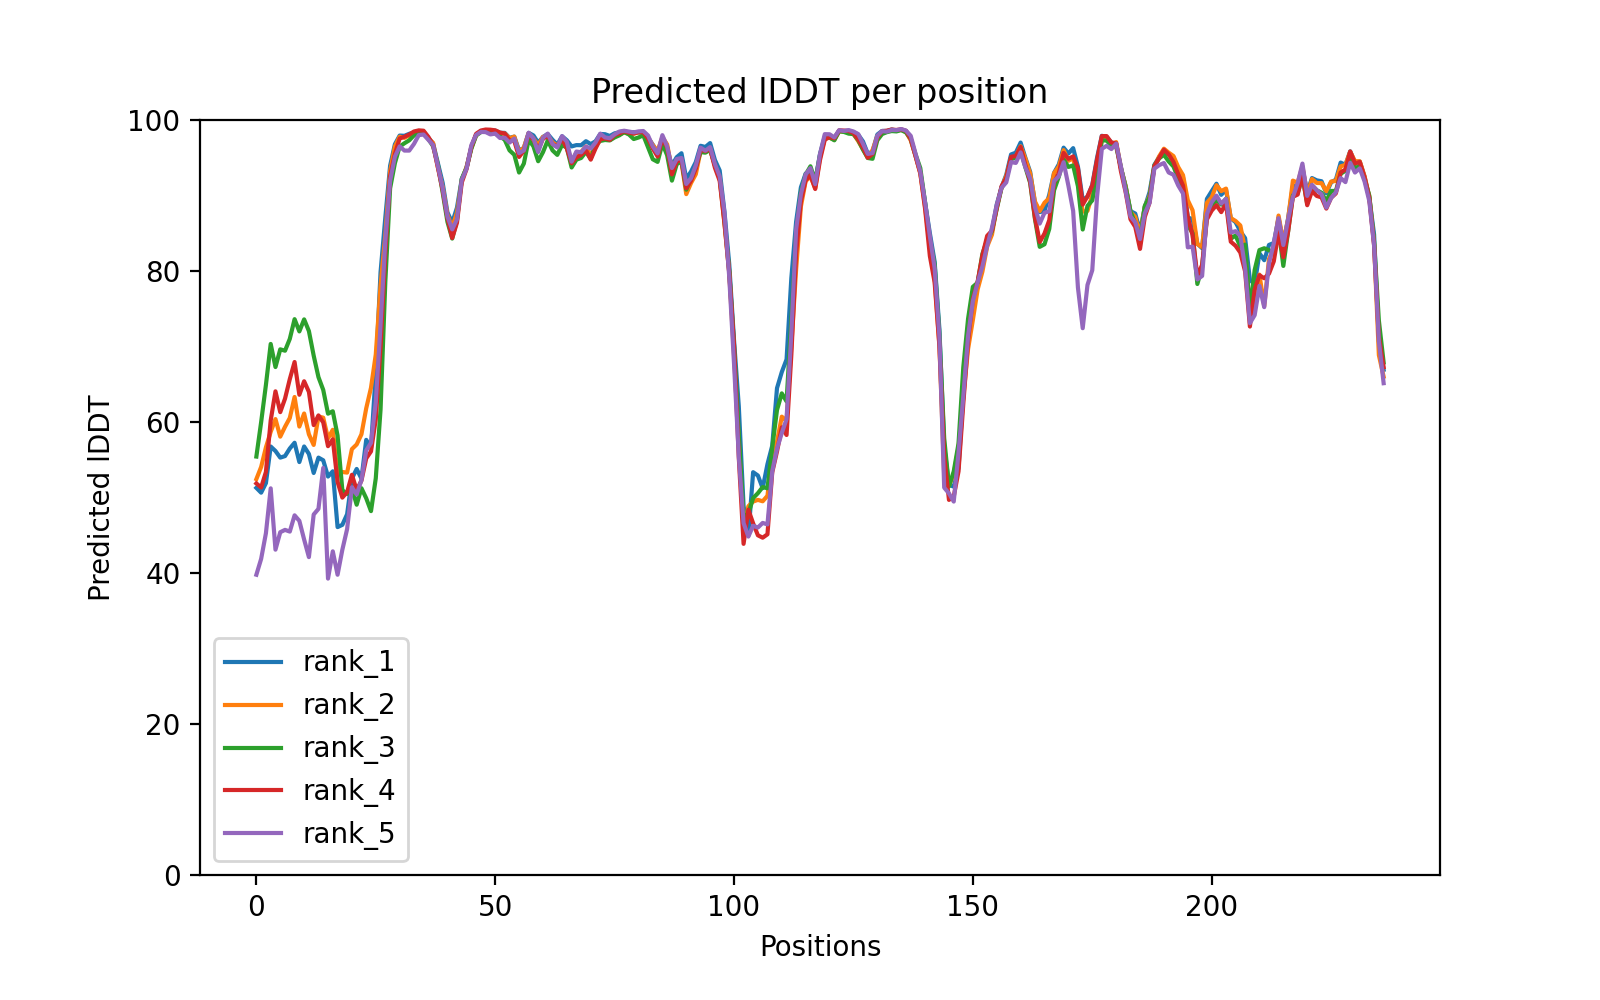 Predicted lDDT per position
100
80
60
40
20
0
Predicted lDDT
rank_1
rank_2
rank_3
rank_4
rank_5
0 50 100 150 200
Positions